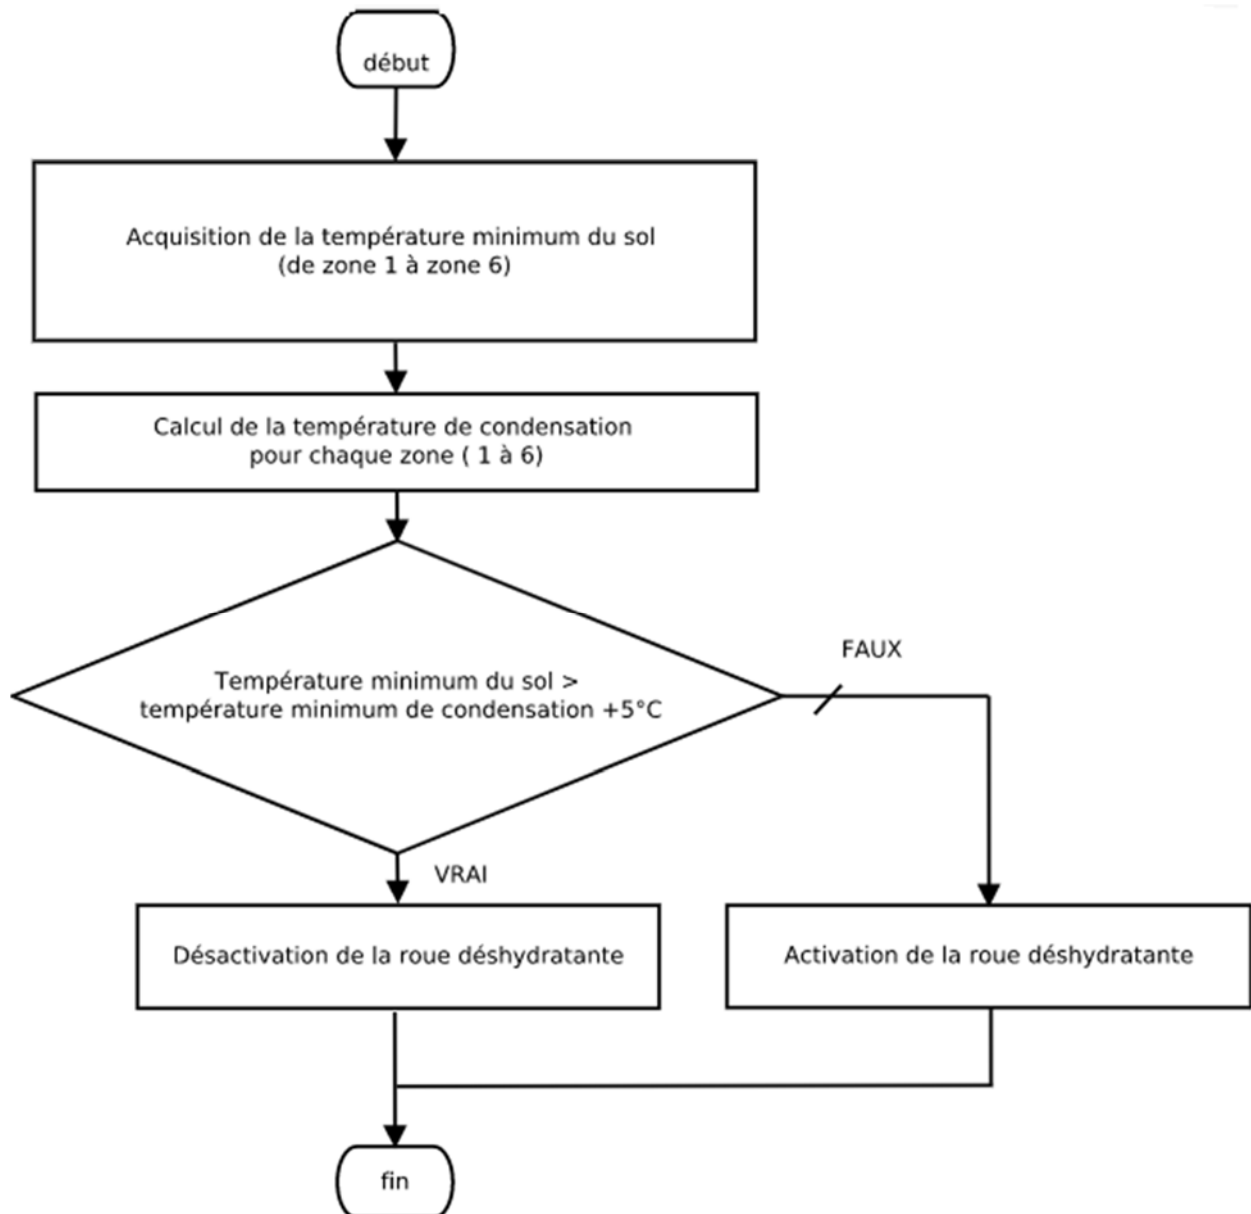 début
Acquisition de la température minimum du sol
(de zone 1 à zone 6)
Calcul de la température de condensation
pour chaque zone ( 1 à 6)
Température minimum du sol >
température minimum de condensation +5°C
FAUX
VRAI
Désactivation de la roue déshydratante
Activation de la roue déshydratante
fin